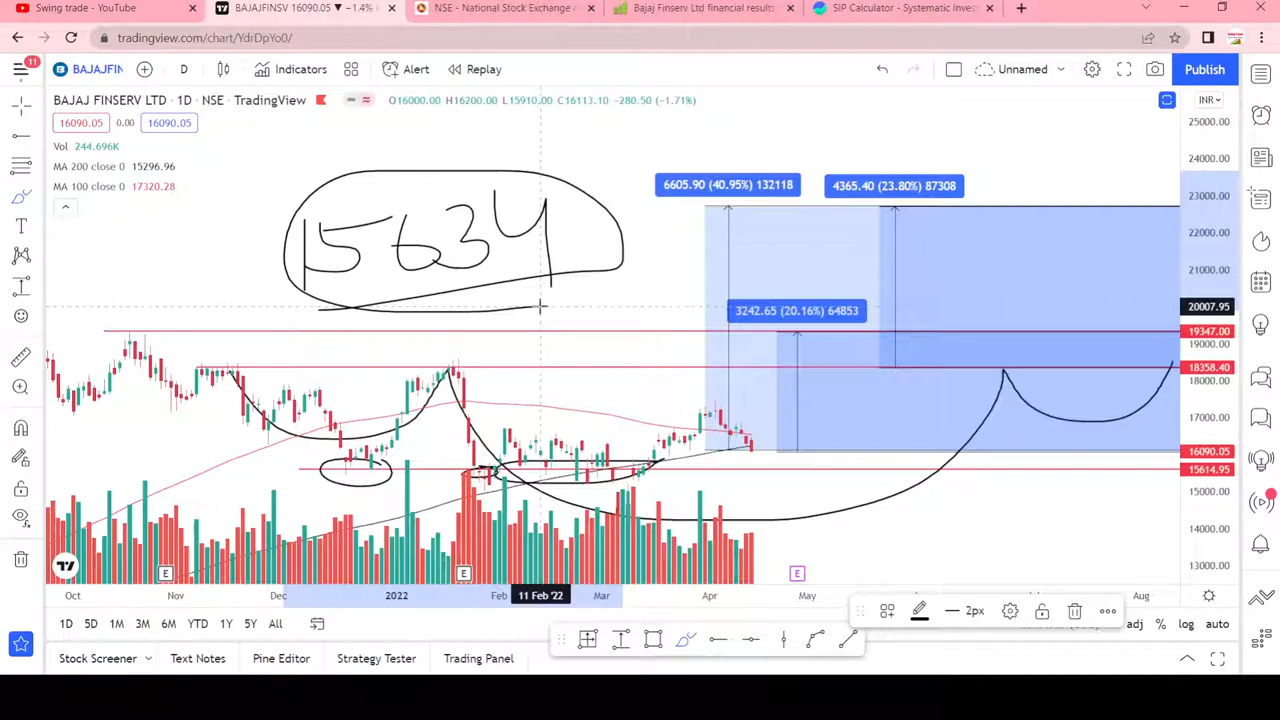 Swing trade - YouTube
BAJAJFINSV 16090.05 ▼ −1.4%
NSE - National Stock Exchange
Bajaj Finserv Ltd financial results
SIP Calculator - Systematic Inves
tradingview.com/chart/YdrDpYo0/
11
BAJAJFIN
D
Indicators
Alert
Replay
Unnamed
Publish
BAJAJ FINSERV LTD · 1D · NSE · TradingView
O16000.00 H16200.00 L15910.00 C16113.10 −280.50 (−1.71%)
INR
16090.05 0.00 16090.05
Vol 244.696K
MA 200 close 0 15296.96
MA 100 close 0 17320.28
15634
6605.90 (40.95%) 132118
4365.40 (23.80%) 87308
3242.65 (20.16%) 64853
25000.00
24000.00
23000.00
22000.00
21000.00
20007.95
19347.00
19000.00
18358.40
18000.00
17000.00
16090.05
15614.95
15000.00
14000.00
13000.00
E
E
E
Oct
Nov
Dec
2022
Feb
11 Feb '22
Mar
Apr
May
Aug
1D 5D 1M 3M 6M YTD 1Y 5Y All
2px
adj % log auto
Stock Screener
Text Notes
Pine Editor
Strategy Tester
Trading Panel